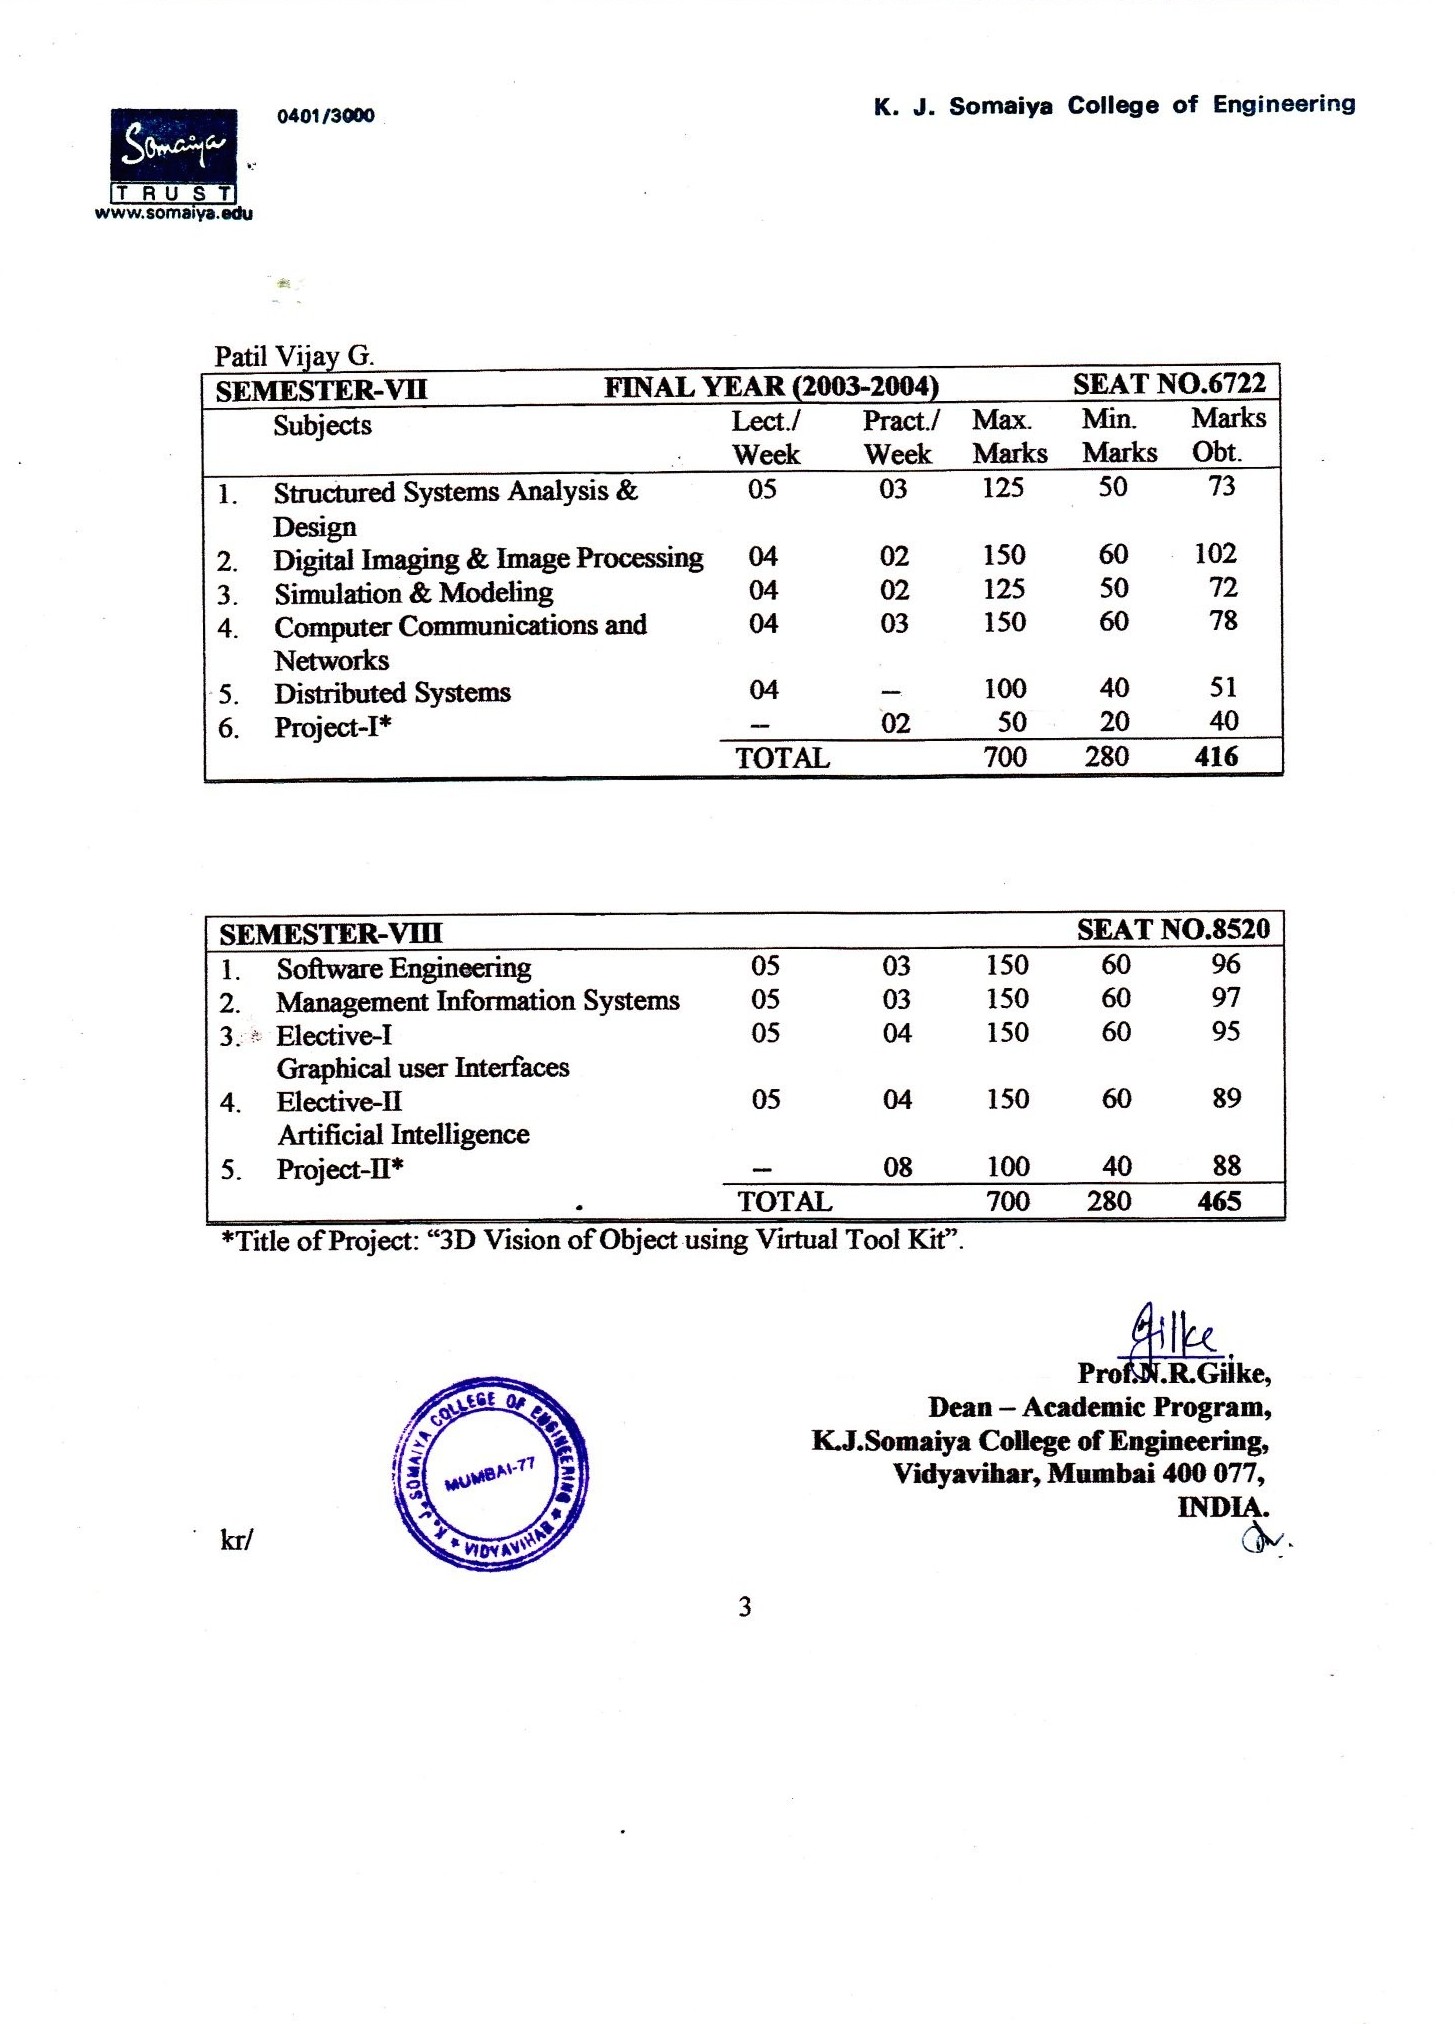 0401/3000
K. J. Somaiya College of Engineering
Somaiya
TRUST
www.somaiya.edu
Patil Vijay G.
SEMESTER-VII FINAL YEAR (2003-2004) SEAT NO.6722
Subjects Lect./ Pract./ Max. Min. Marks
Week Week Marks Marks Obt.
1. Structured Systems Analysis & 05 03 125 50 73
Design
2. Digital Imaging & Image Processing 04 02 150 60 102
3. Simulation & Modeling 04 02 125 50 72
4. Computer Communications and 04 03 150 60 78
Networks
5. Distributed Systems 04 -- 100 40 51
6. Project-I* -- 02 50 20 40
TOTAL 700 280 416
SEMESTER-VIII SEAT NO.8520
1. Software Engineering 05 03 150 60 96
2. Management Information Systems 05 03 150 60 97
3. Elective-I 05 04 150 60 95
Graphical user Interfaces
4. Elective-II 05 04 150 60 89
Artificial Intelligence
5. Project-II* -- 08 100 40 88
TOTAL 700 280 465
*Title of Project: “3D Vision of Object using Virtual Tool Kit”.
Gilke
Prof.N.R.Gilke,
Dean – Academic Program,
K.J.Somaiya College of Engineering,
Vidyavihar, Mumbai 400 077,
INDIA.
K. J. SOMAIYA COLLEGE OF ENGINEERING
MUMBAI-77
* VIDYAVIHAR *
kr/
3